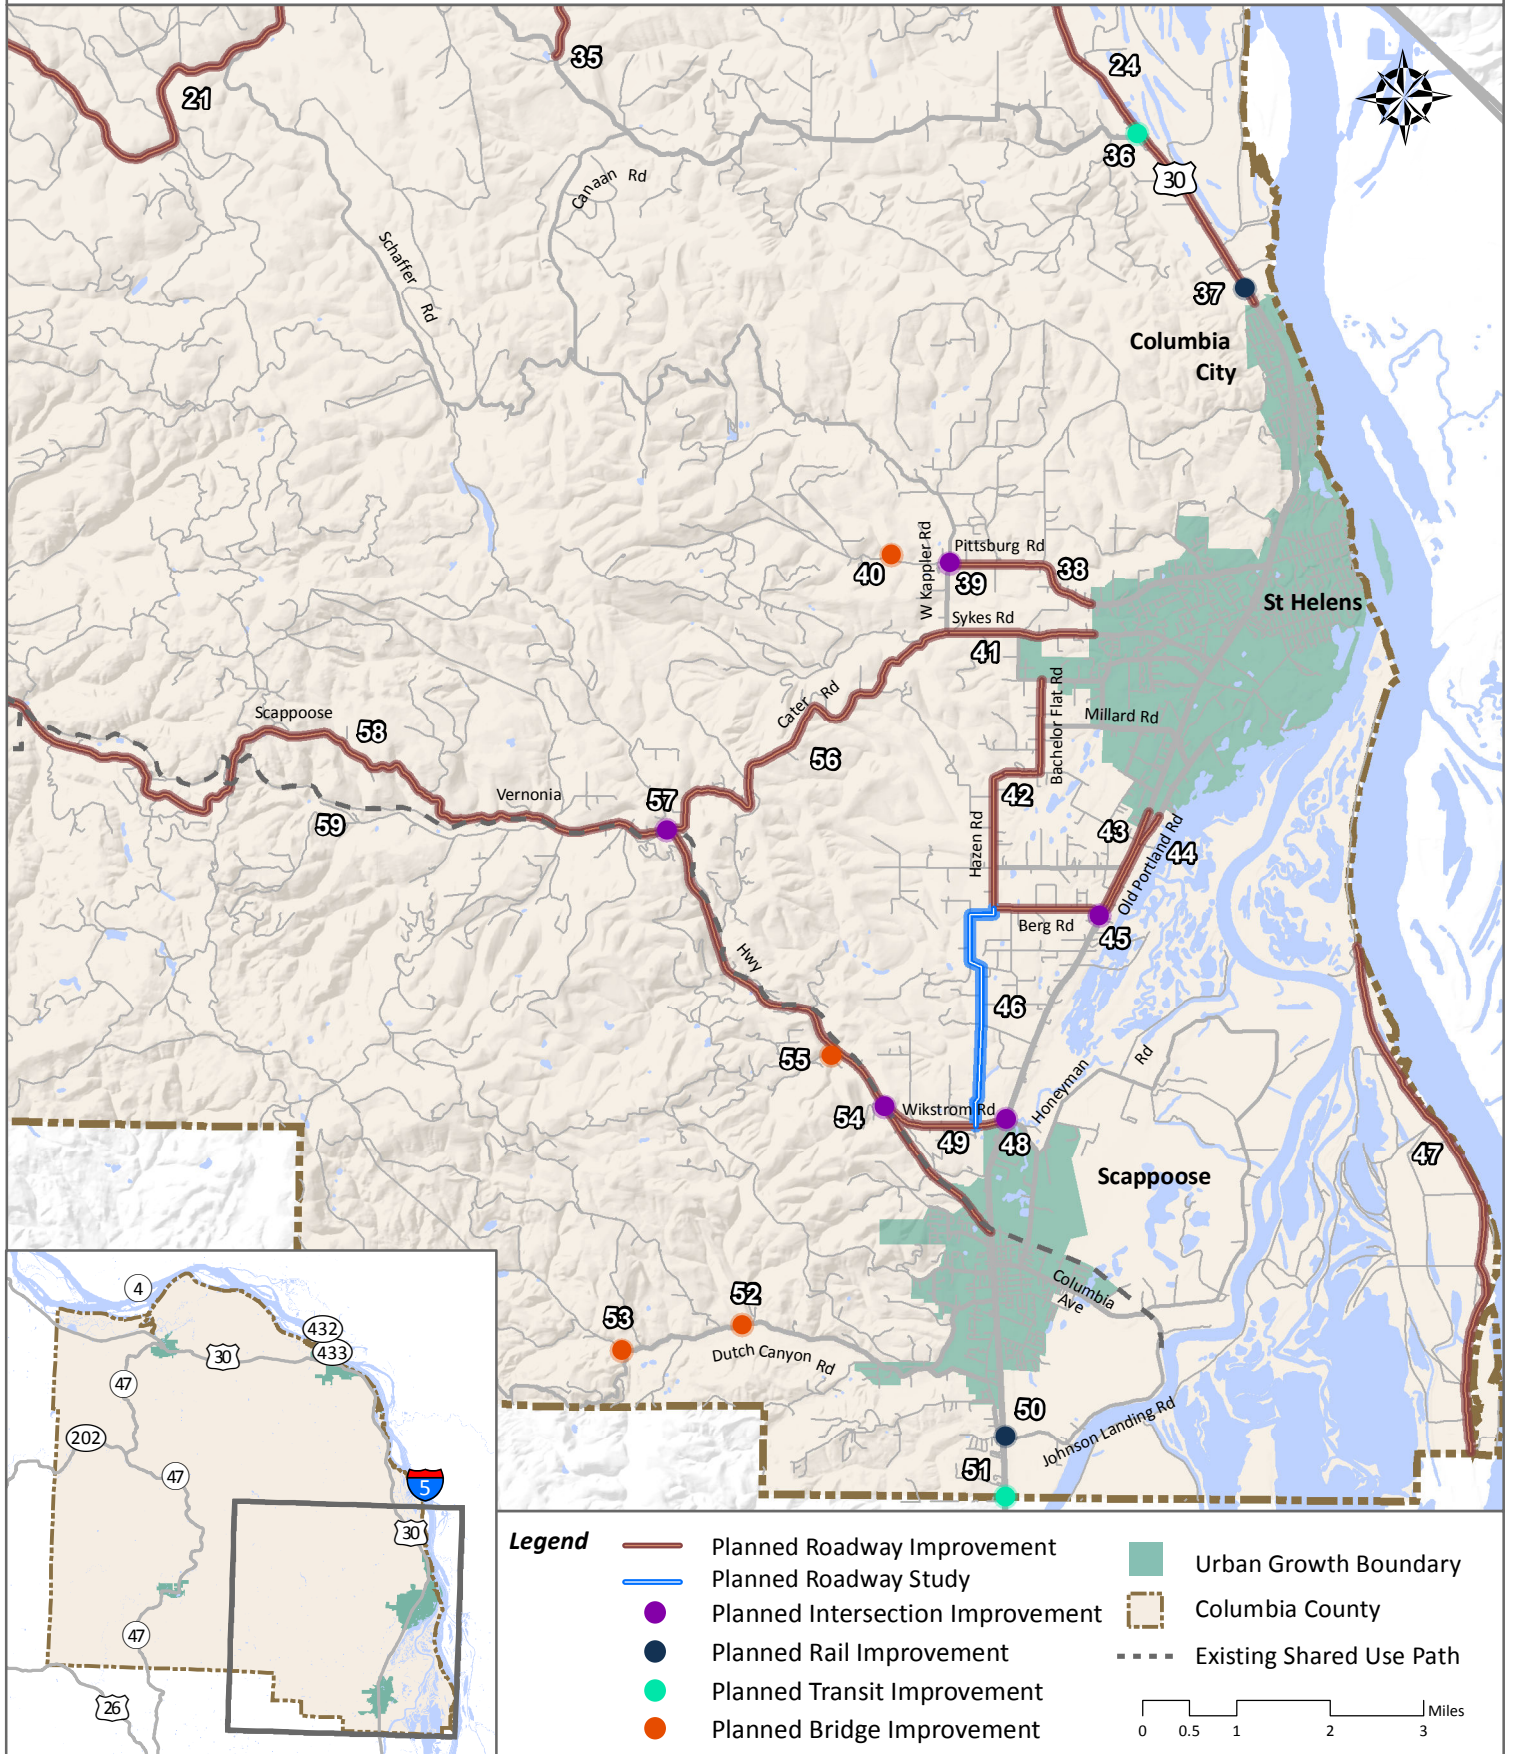 35
24
21
36
30
Canaan Rd
Schaffer Rd
37
Columbia
City
W Kappler Rd
Pittsburg Rd
38
40
39
St Helens
Sykes Rd
41
Cater Rd
Bachelor Flat Rd
Millard Rd
Scappoose
58
56
Vernonia
57
42
59
Hazen Rd
43
44
Old Portland Rd
Berg Rd
45
Hwy
46
55
Honeyman Rd
54
Wikstrom Rd
49
48
47
Scappoose
Columbia
Ave
52
53
Dutch Canyon Rd
50
Johnson Landing Rd
51
4
432
433
30
47
202
47
5
30
47
26
Legend
Planned Roadway Improvement
Planned Roadway Study
Planned Intersection Improvement
Planned Rail Improvement
Planned Transit Improvement
Planned Bridge Improvement
Urban Growth Boundary
Columbia County
Existing Shared Use Path
Miles
0 0.5 1 2 3